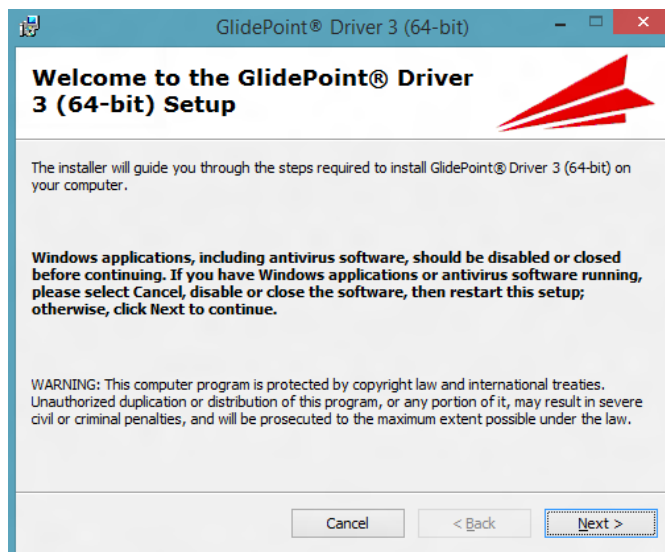 GlidePoint® Driver 3 (64-bit)
Welcome to the GlidePoint® Driver
3 (64-bit) Setup
The installer will guide you through the steps required to install GlidePoint® Driver 3 (64-bit) on
your computer.
Windows applications, including antivirus software, should be disabled or closed
before continuing. If you have Windows applications or antivirus software running,
please select Cancel, disable or close the software, then restart this setup;
otherwise, click Next to continue.
WARNING: This computer program is protected by copyright law and international treaties.
Unauthorized duplication or distribution of this program, or any portion of it, may result in severe
civil or criminal penalties, and will be prosecuted to the maximum extent possible under the law.
Cancel < Back Next >